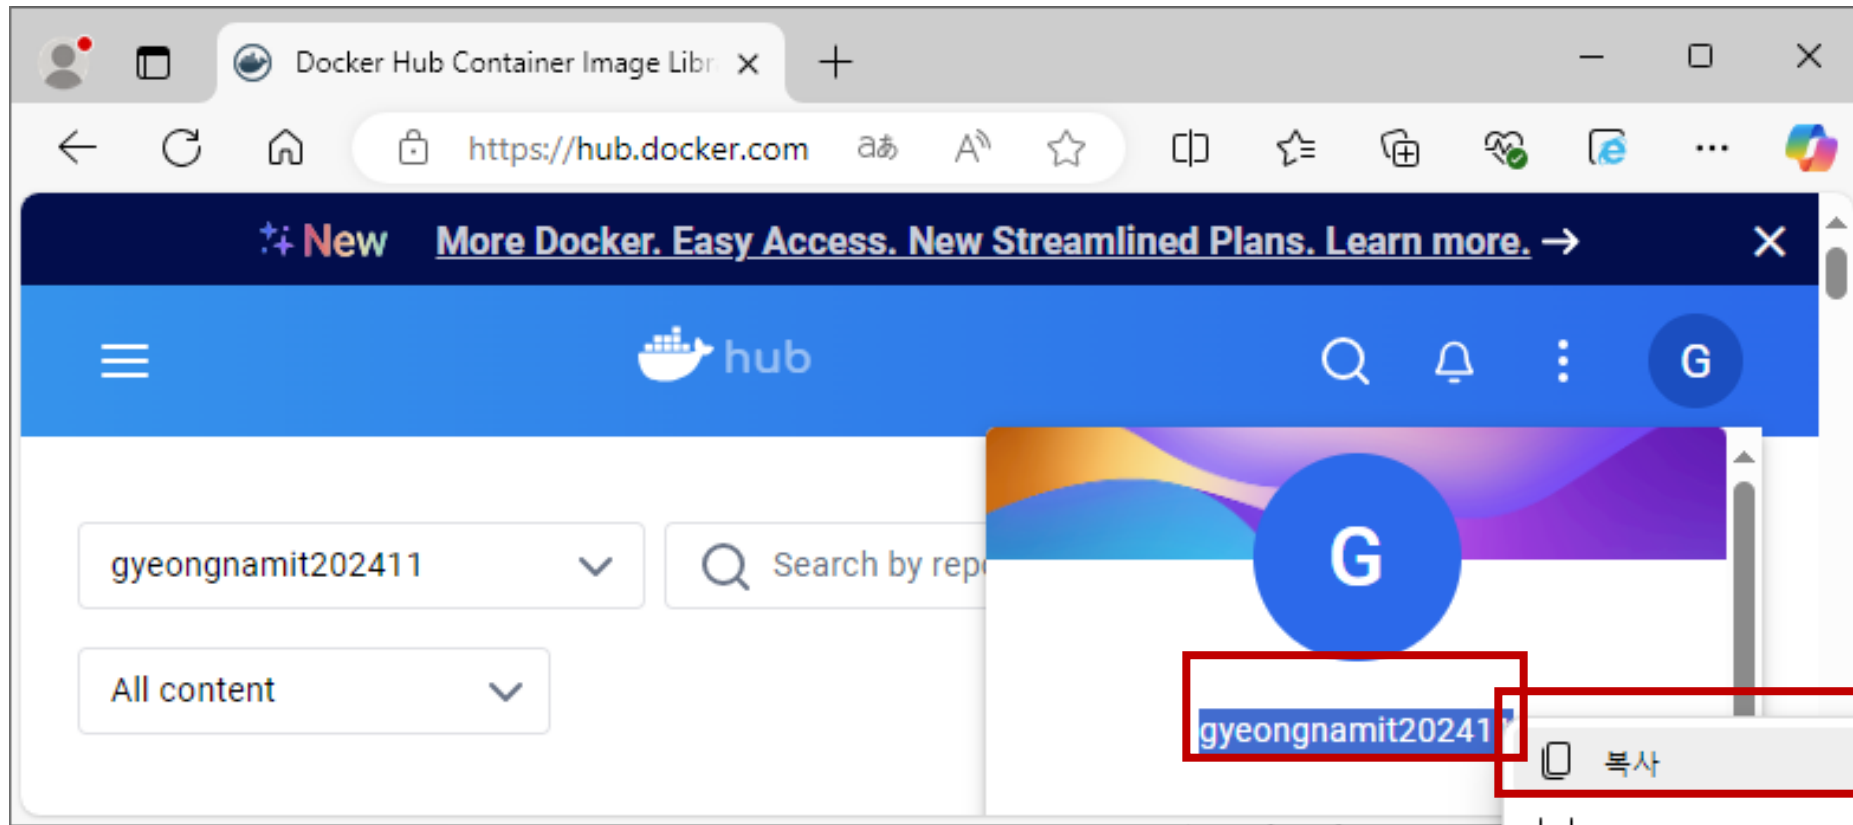 Docker Hub Container Image Libr
https://hub.docker.com
New More Docker. Easy Access. New Streamlined Plans. Learn more. →
hub
G
G
gyeongnamit202411
Search by repo
All content
gyeongnamit20241
복사